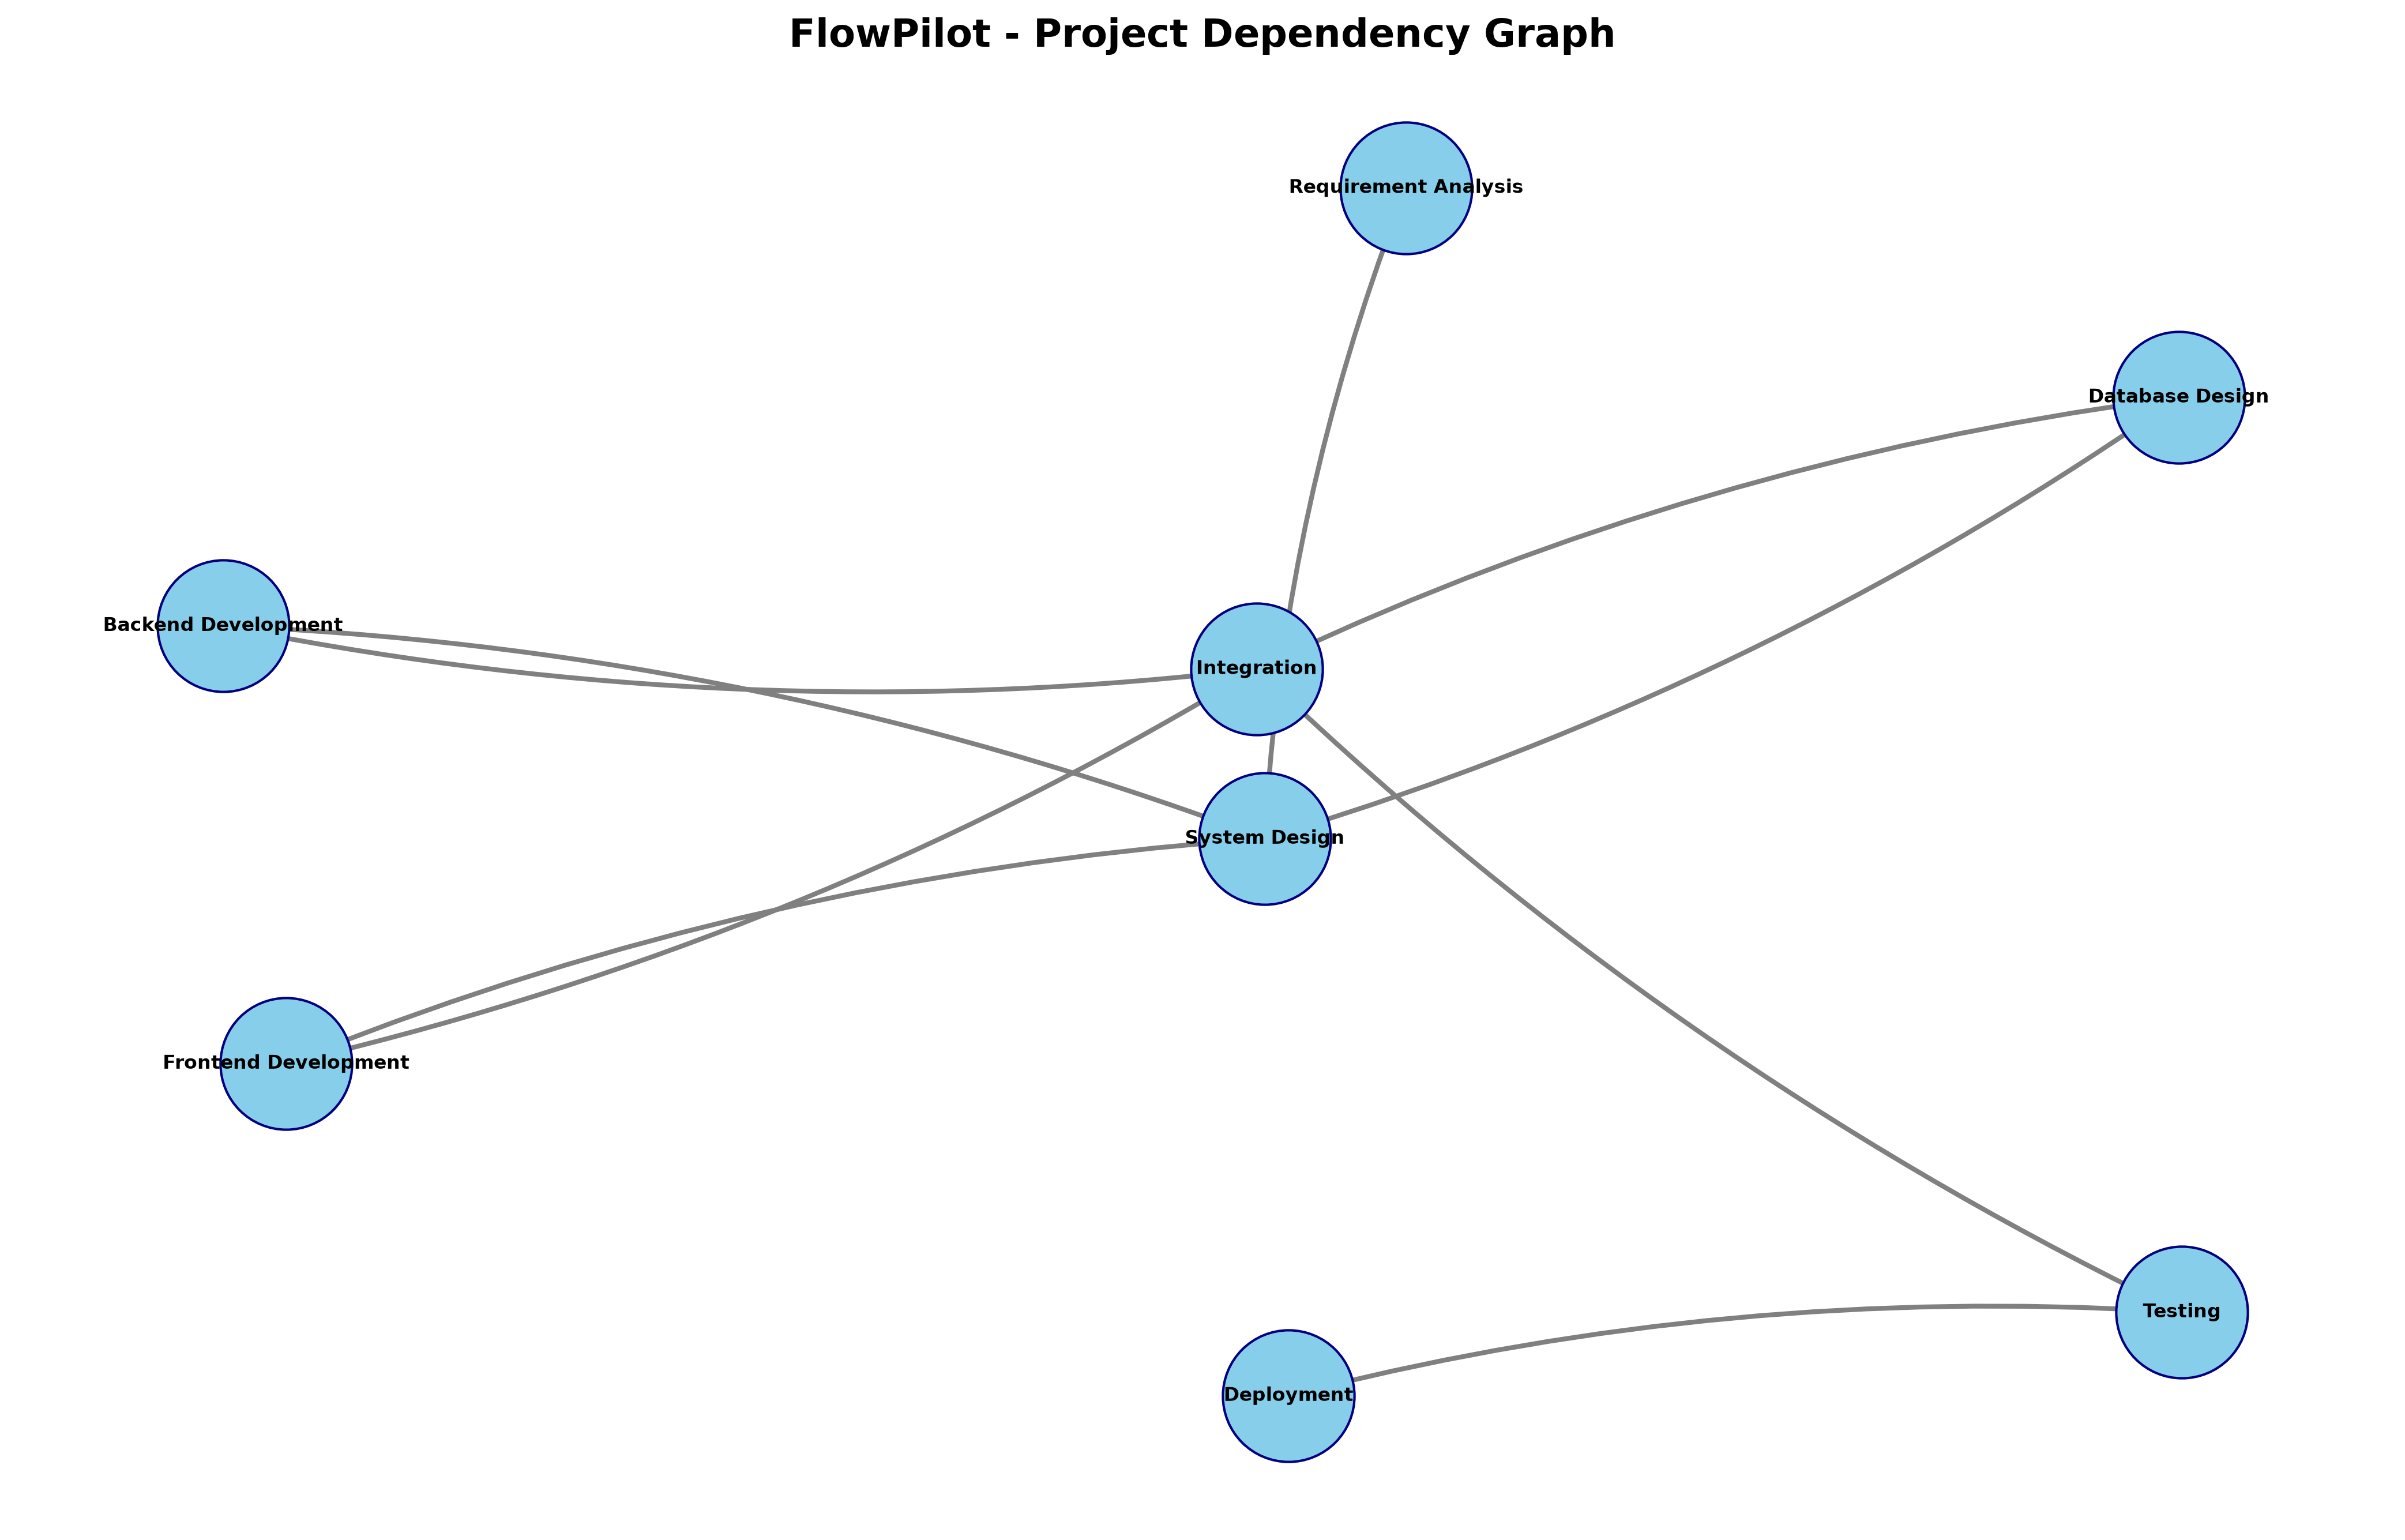 FlowPilot - Project Dependency Graph
Requirement Analysis
Database Design
Backend Development
Integration
System Design
Frontend Development
Testing
Deployment